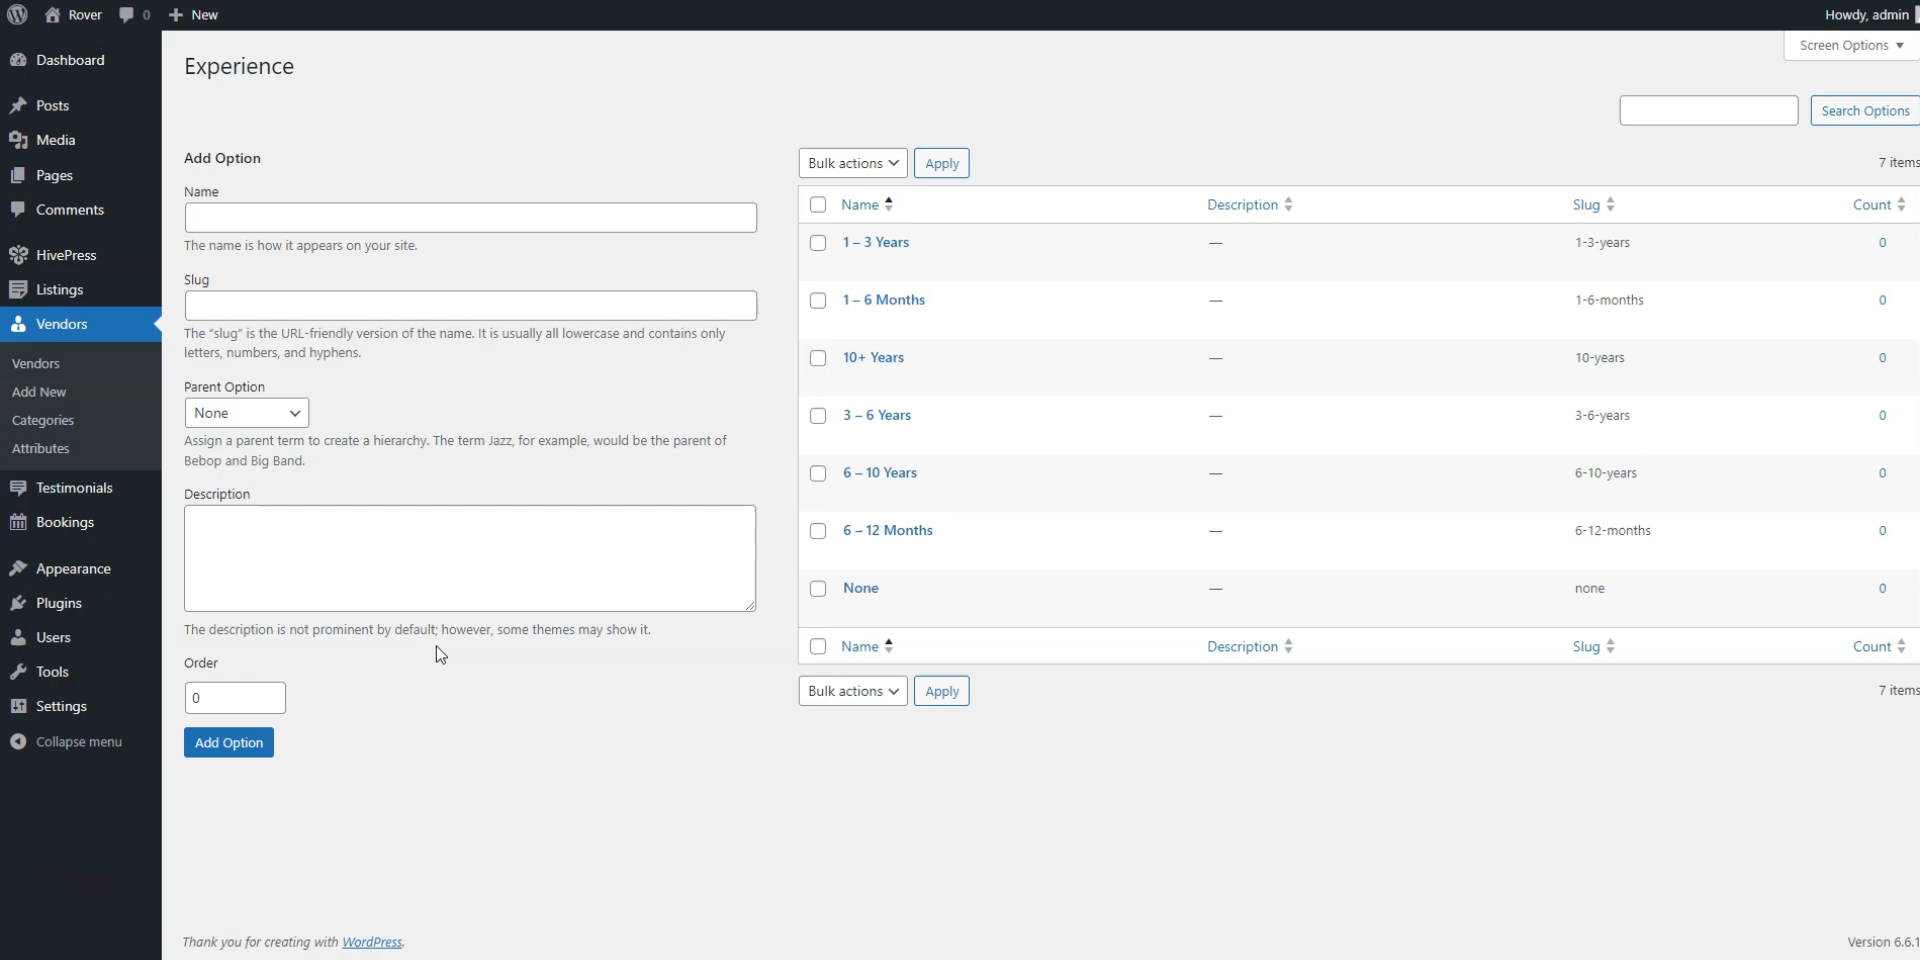 Rover
0
New
Howdy, admin
Dashboard
Posts
Media
Pages
Comments
HivePress
Listings
Vendors
Vendors
Add New
Categories
Attributes
Testimonials
Bookings
Appearance
Plugins
Users
Tools
Settings
Collapse menu
Screen Options
Experience
Search Options
Add Option
Name
The name is how it appears on your site.
Slug
The “slug” is the URL-friendly version of the name. It is usually all lowercase and contains only
letters, numbers, and hyphens.
Parent Option
None
Assign a parent term to create a hierarchy. The term Jazz, for example, would be the parent of
Bebop and Big Band.
Description
The description is not prominent by default; however, some themes may show it.
Order
0
Add Option
Bulk actions Apply 7 items
Name Description Slug Count
1 – 3 Years — 1-3-years 0
1 – 6 Months — 1-6-months 0
10+ Years — 10-years 0
3 – 6 Years — 3-6-years 0
6 – 10 Years — 6-10-years 0
6 – 12 Months — 6-12-months 0
None — none 0
Name Description Slug Count
Bulk actions Apply 7 items
Thank you for creating with WordPress.
Version 6.6.1